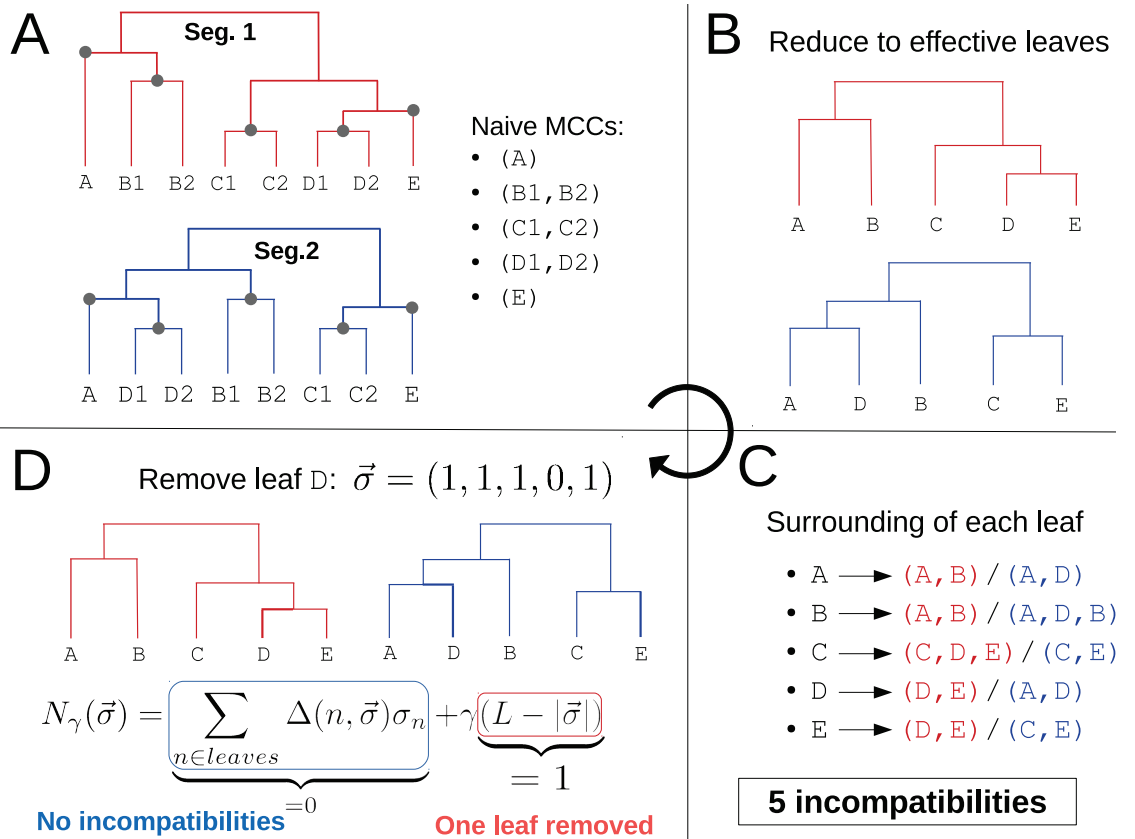 A
Seg. 1
A B1 B2 C1 C2 D1 D2 E
Seg.2
A D1 D2 B1 B2 C1 C2 E
Naive MCCs:
• (A)
• (B1,B2)
• (C1,C2)
• (D1,D2)
• (E)
B
Reduce to effective leaves
A B C D E
A D B C E
C
Surrounding of each leaf
• A → (A,B)/(A,D)
• B → (A,B)/(A,D,B)
• C → (C,D,E)/(C,E)
• D → (D,E)/(A,D)
• E → (D,E)/(C,E)
5 incompatibilities
D
Remove leaf D: σ⃗ = (1, 1, 1, 0, 1)
A B C D E A D B C E
N_γ(σ⃗) = ∑_{n∈leaves} Δ(n, σ⃗)σ_n + γ(L − |σ⃗|)
=0 = 1
No incompatibilities One leaf removed